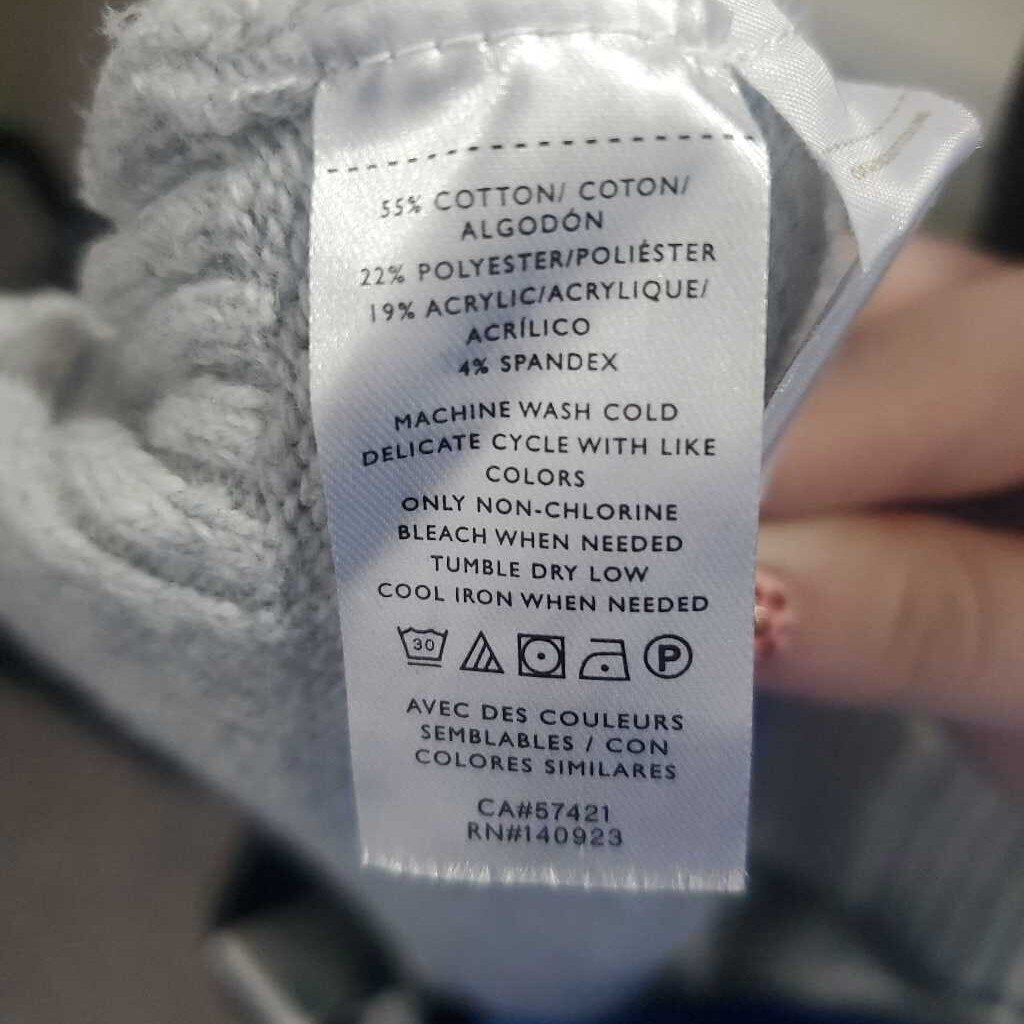 55% COTTON/ COTON/
ALGODÓN
22% POLYESTER/POLIÉSTER
19% ACRYLIC/ACRYLIQUE/
ACRÍLICO
4% SPANDEX
MACHINE WASH COLD
DELICATE CYCLE WITH LIKE
COLORS
ONLY NON-CHLORINE
BLEACH WHEN NEEDED
TUMBLE DRY LOW
COOL IRON WHEN NEEDED
30 P
AVEC DES COULEURS
SEMBLABLES / CON
COLORES SIMILARES
CA#57421
RN#140923